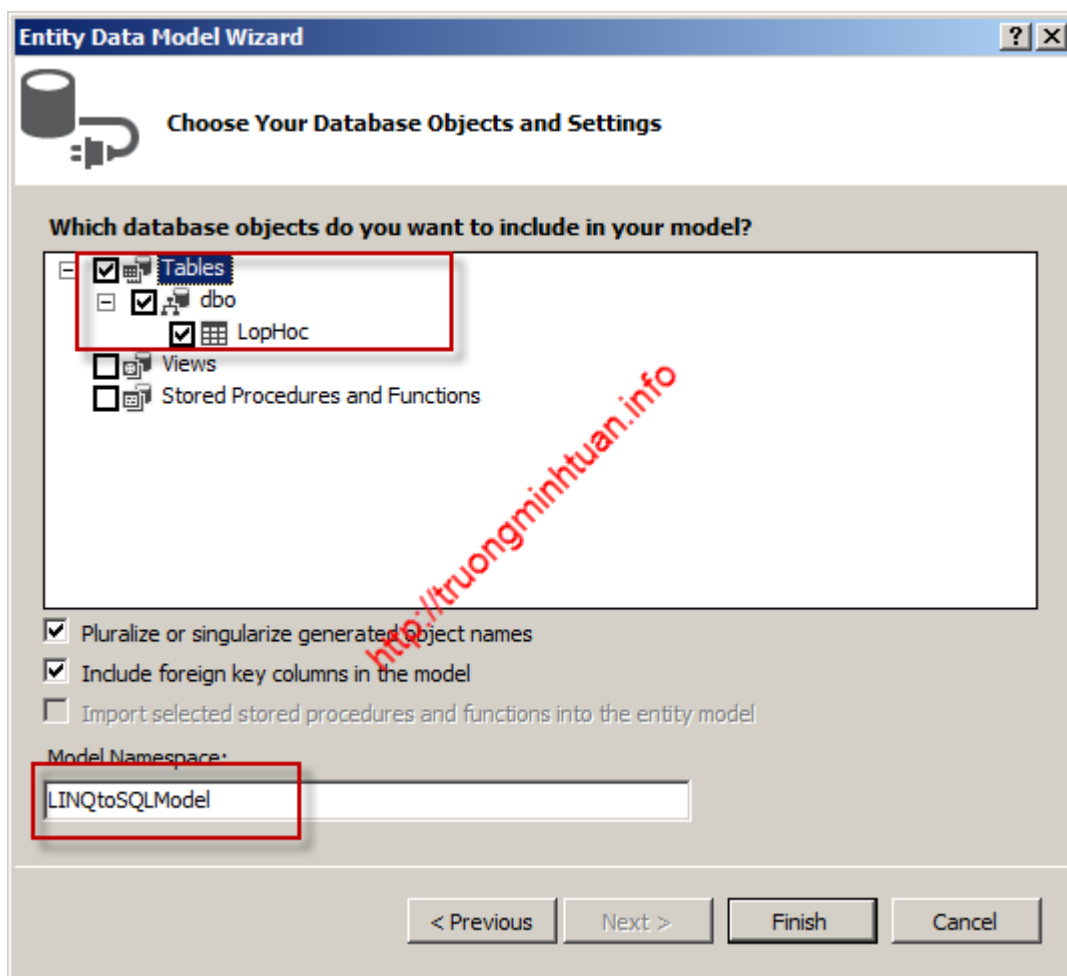 Entity Data Model Wizard
Choose Your Database Objects and Settings
Which database objects do you want to include in your model?
Tables
dbo
LopHoc
Views
Stored Procedures and Functions
http://truongminhtuan.info
Pluralize or singularize generated object names
Include foreign key columns in the model
Import selected stored procedures and functions into the entity model
Model Namespace:
LINQtoSQLModel
< Previous Next > Finish Cancel